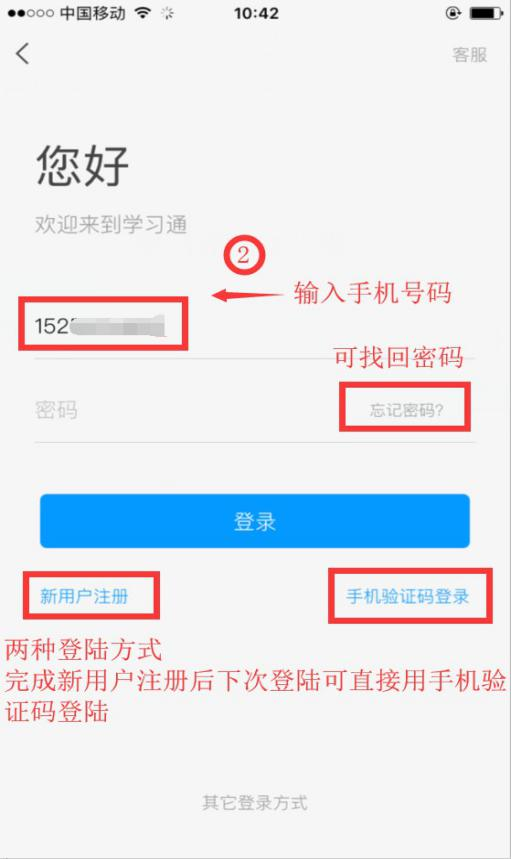 中国移动 10:42
客服
您好
欢迎来到学习通
②
输入手机号码
152
可找回密码
密码 忘记密码?
登录
新用户注册 手机验证码登录
两种登陆方式
完成新用户注册后下次登陆可直接用手机验
证码登陆
其它登录方式